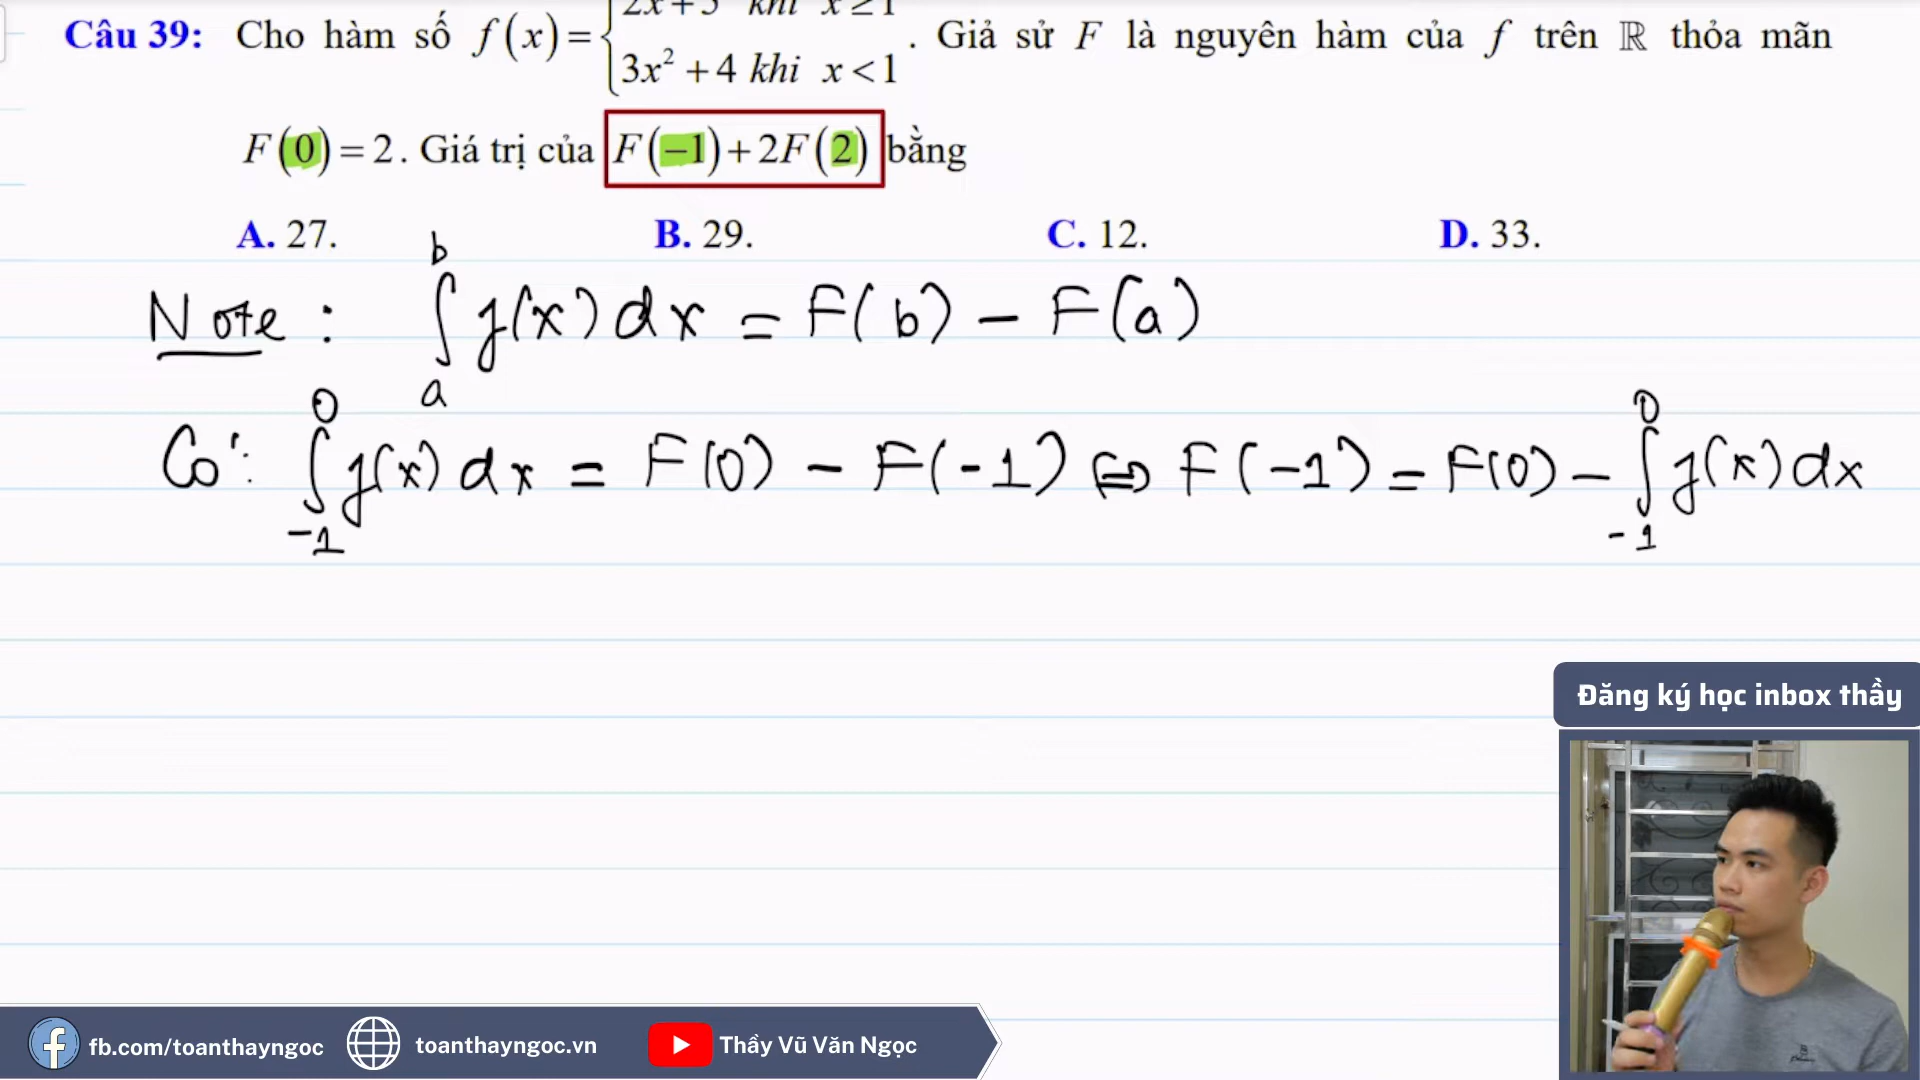 2x+5 khi x≥1
Câu 39: Cho hàm số f(x)={ . Giả sử F là nguyên hàm của f trên ℝ thỏa mãn
3x²+4 khi x<1
F(0)=2. Giá trị của F(−1)+2F(2) bằng
A. 27. B. 29. C. 12. D. 33.
Note: ∫_a^b f(x)dx = F(b) − F(a)
Có: ∫_{-1}^0 f(x)dx = F(0) − F(−1) ⇔ F(−1) = F(0) − ∫_{-1}^0 f(x)dx
Đăng ký học inbox thầy
fb.com/toanthayngoc toanthayngoc.vn Thầy Vũ Văn Ngọc